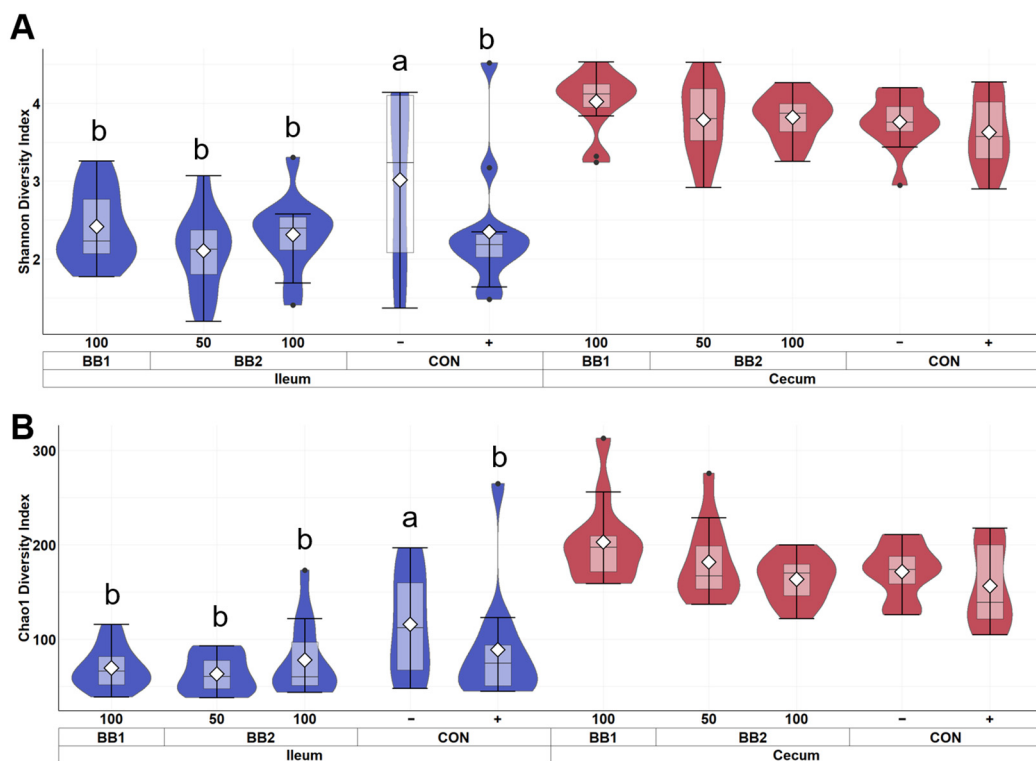 A
b
a
b
b
b
Shannon Diversity Index
4
3
2
100 50 100 − + 100 50 100 − +
BB1 BB2 CON BB1 BB2 CON
Ileum Cecum
B
b
a
b
b
b
Chao1 Diversity Index
300
200
100
100 50 100 − + 100 50 100 − +
BB1 BB2 CON BB1 BB2 CON
Ileum Cecum